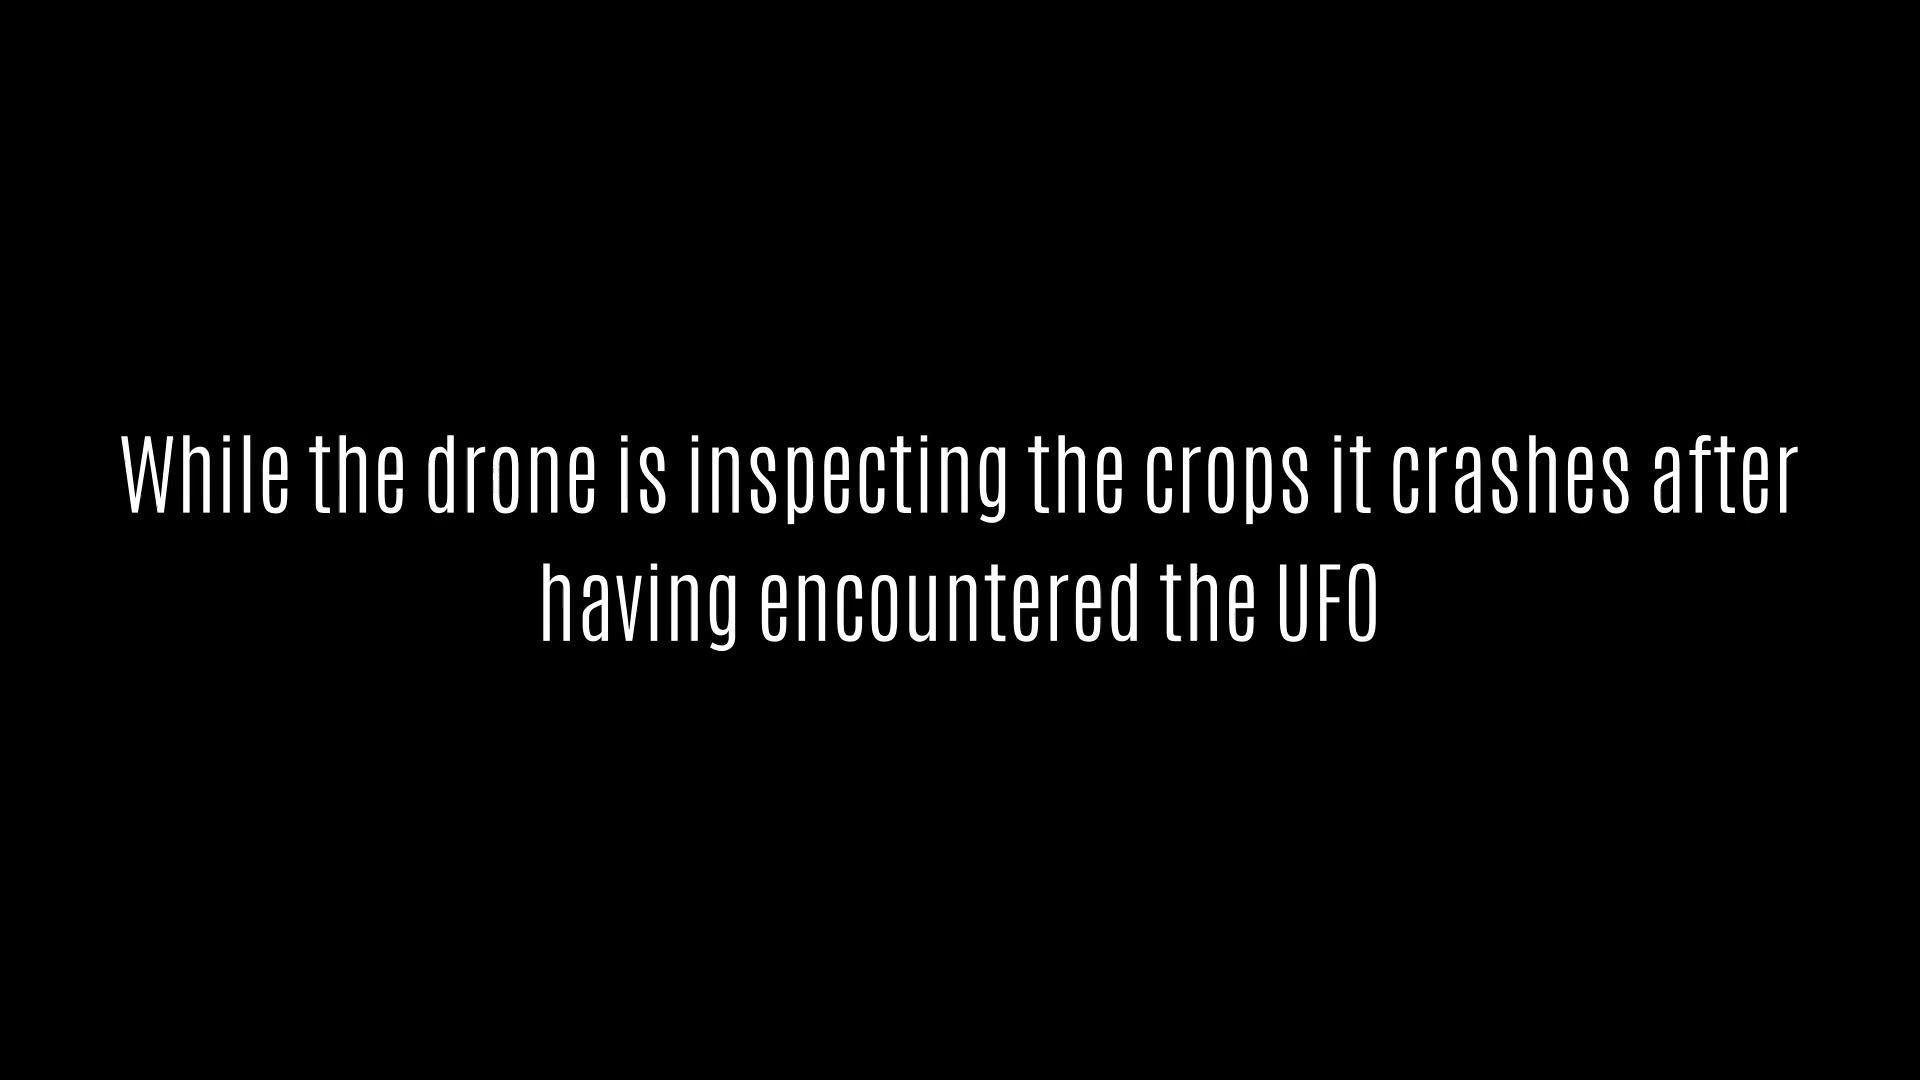 While the drone is inspecting the crops it crashes after
having encountered the UFO